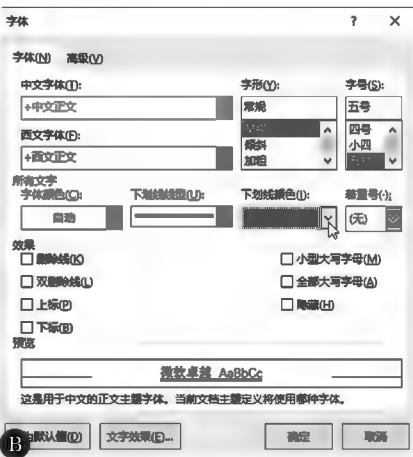 字体 ? ×
字体(N) 高级(V)
中文字体(T): 字形(Y): 字号(S):
+中文正文 常规 五号
四号
西文字体(F): 倾斜 小四
+西文正文 加粗
所有文字
字体颜色(C): 下划线线型(U): 下划线颜色(I): 着重号(·):
自动 (无)
效果
删除线(K) 小型大写字母(M)
双删除线(L) 全部大写字母(A)
上标(P) 隐藏(H)
下标(B)
预览
微软卓越 AaBbCc
这是用于中文的正文主题字体。当前文档主题定义将使用哪种字体。
B 默认值(D) 文字效果(E)... 确定 取消